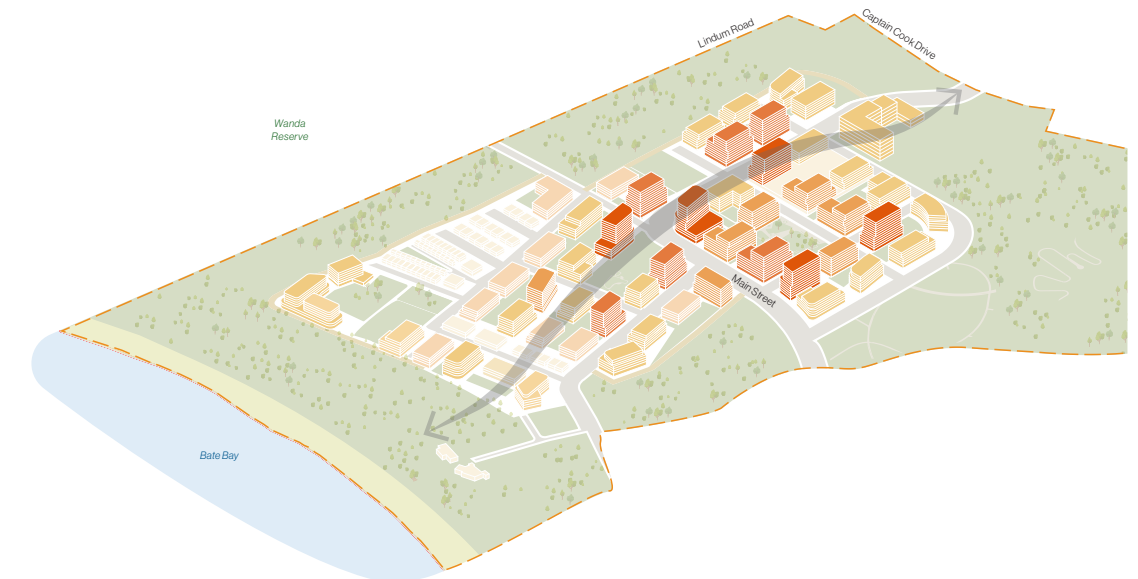 Captain Cook Drive
Lindum Road
Wanda
Reserve
Main Street
Bate Bay